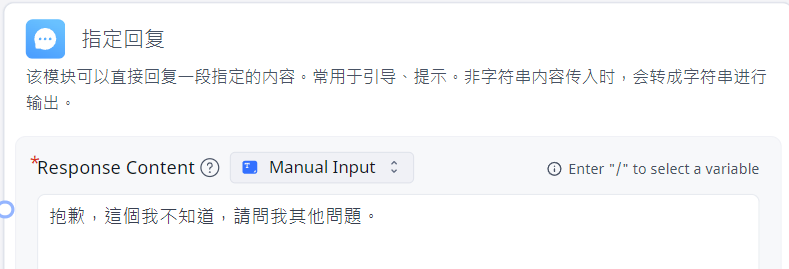 指定回复
该模块可以直接回复一段指定的内容。常用于引导、提示。非字符串内容传入时，会转成字符串进行
输出。
*Response Content ? T Manual Input Enter "/" to select a variable
抱歉，這個我不知道，請問我其他問題。